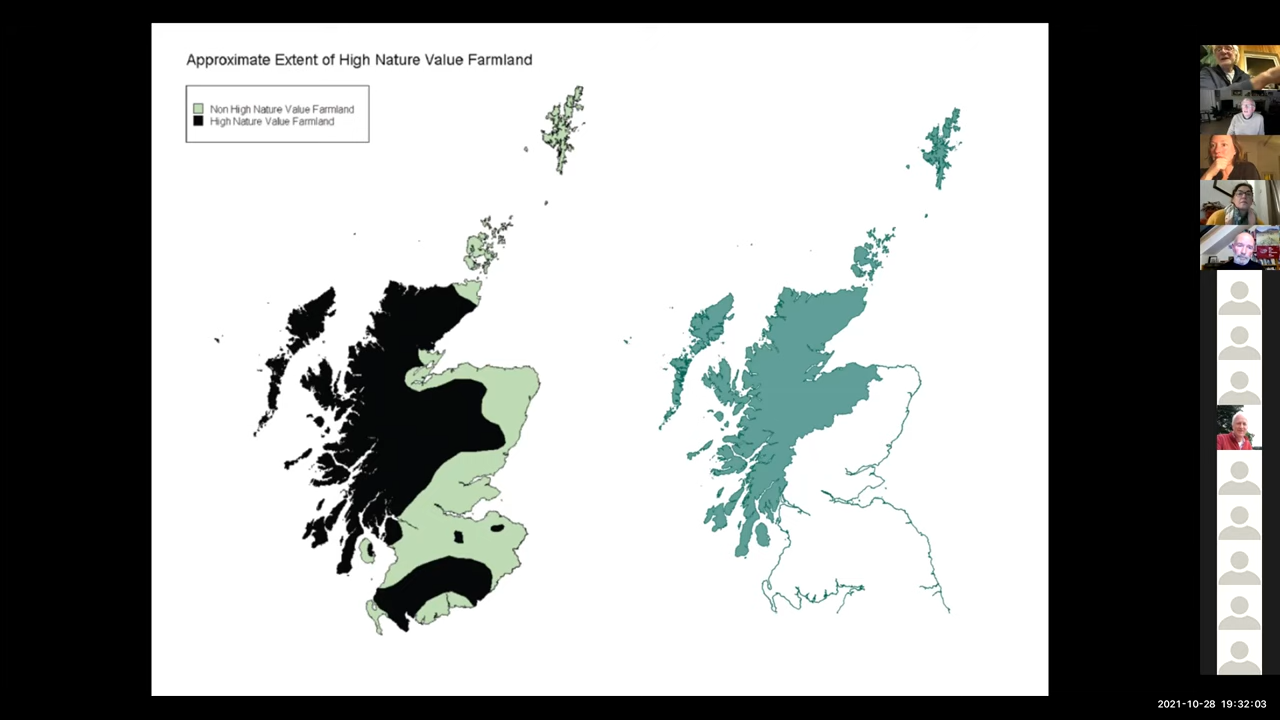 Approximate Extent of High Nature Value Farmland
Non High Nature Value Farmland
High Nature Value Farmland
2021-10-28 19:32:03